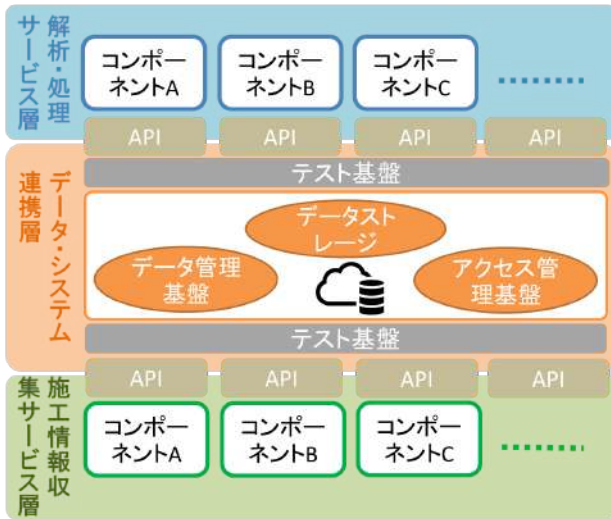 解析・処理
サービス層
コンポー
ネントA
コンポー
ネントB
コンポー
ネントC
API
API
API
API
データ・システム
連携層
テスト基盤
データスト
レージ
データ管理
基盤
アクセス管
理基盤
テスト基盤
API
API
API
API
施工情報収
集サービス層
コンポー
ネントA
コンポー
ネントB
コンポー
ネントC